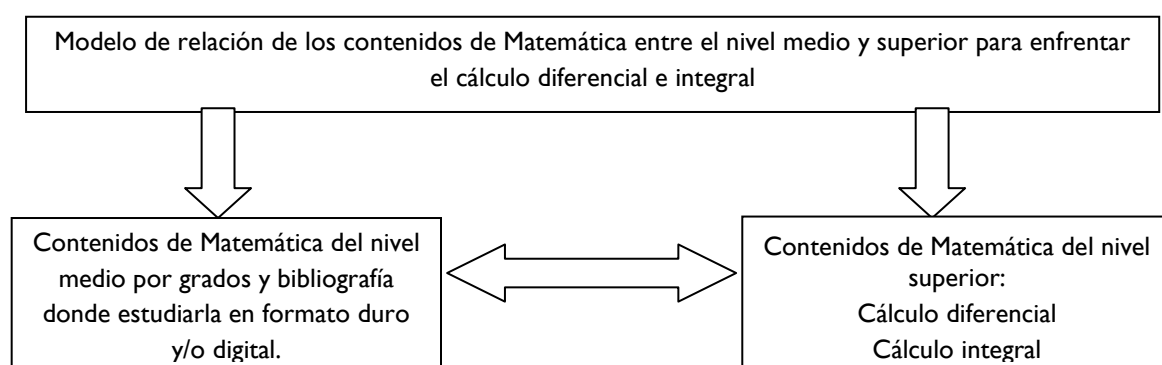 Modelo de relación de los contenidos de Matemática entre el nivel medio y superior para enfrentar
el cálculo diferencial e integral
Contenidos de Matemática del nivel
medio por grados y bibliografía
donde estudiarla en formato duro
y/o digital.
Contenidos de Matemática del nivel
superior:
Cálculo diferencial
Cálculo integral